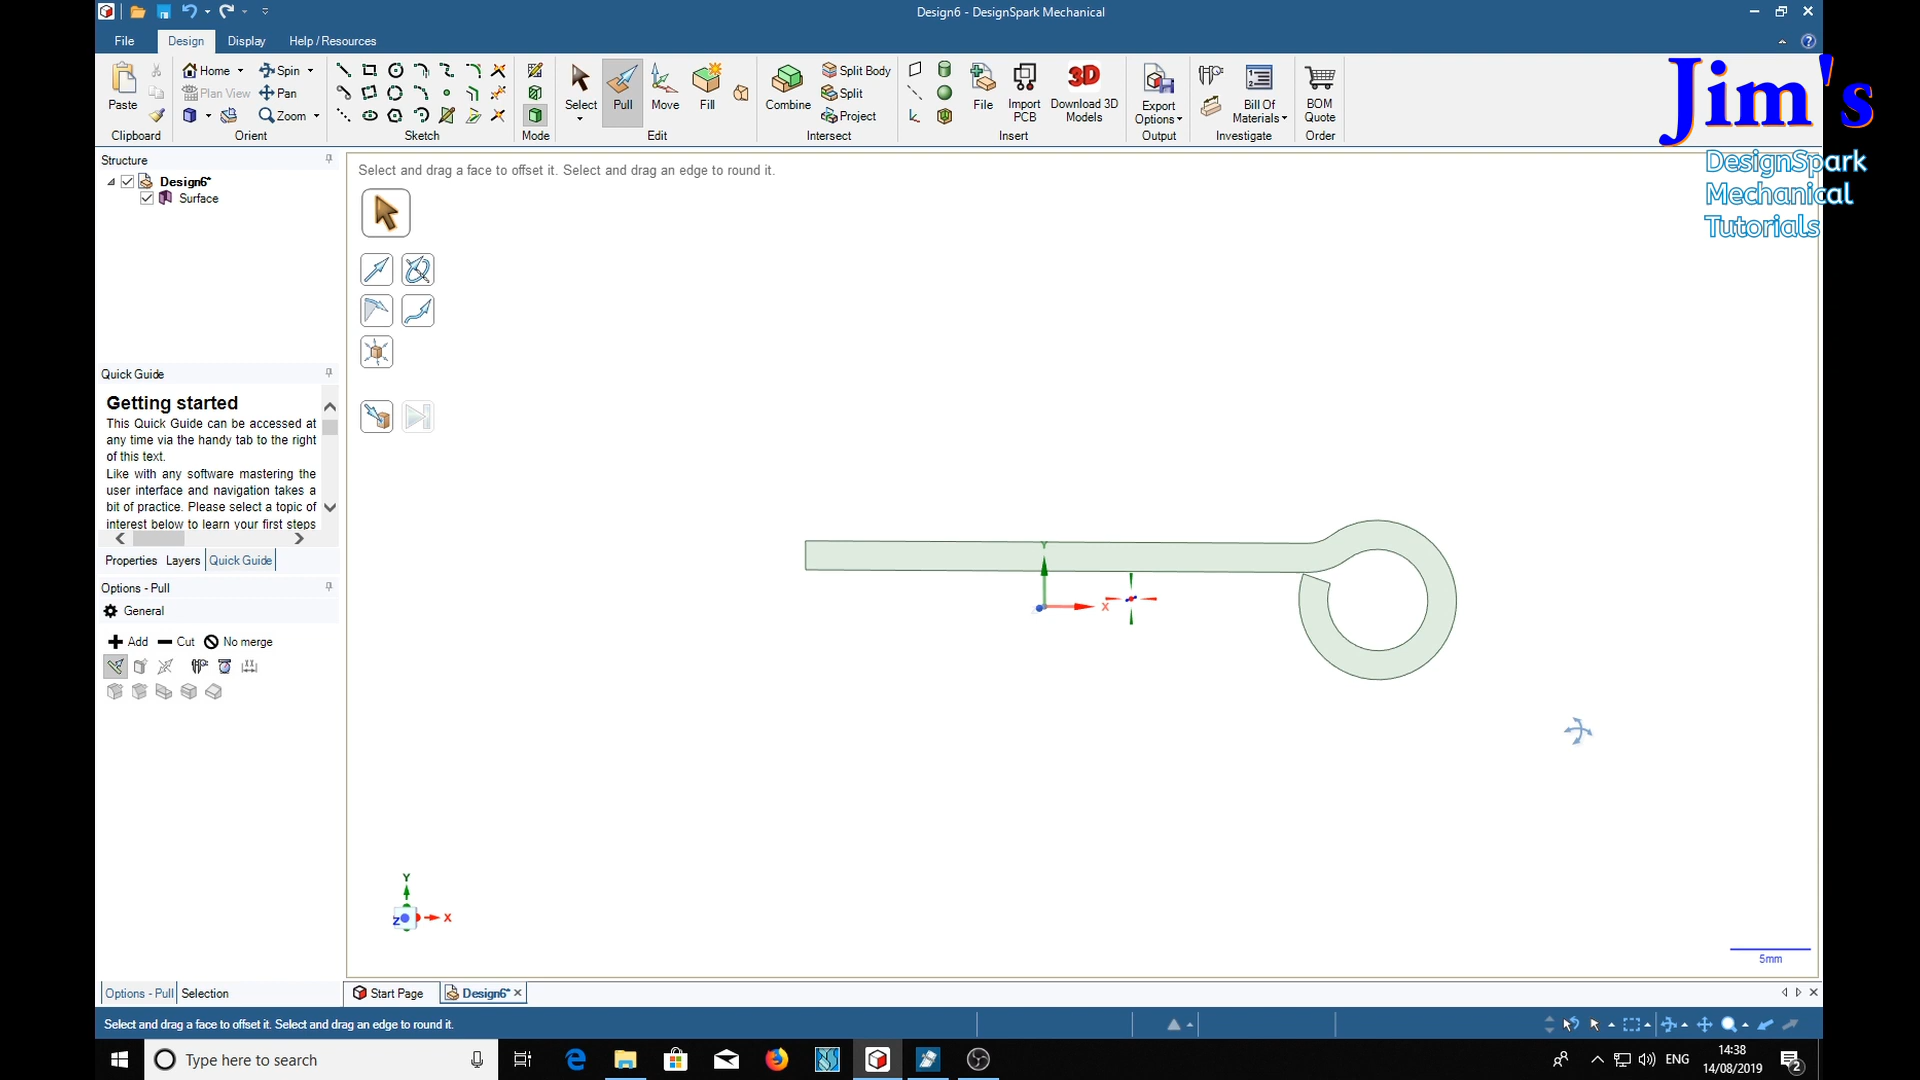 Design6 - DesignSpark Mechanical
File Design Display Help / Resources
Jim's
DesignSpark
Mechanical
Tutorials
Paste
Clipboard
Home Spin
Plan View Pan
Zoom
Orient
Sketch
Mode
Select Pull Move Fill
Edit
Combine Split Body
Split
Project
Intersect
File Import PCB Download 3D Models
3D
Insert
Export Options
Output
Bill Of Materials
Investigate
BOM Quote
Order
Structure
Design6*
Surface
Select and drag a face to offset it. Select and drag an edge to round it.
Quick Guide
Getting started
This Quick Guide can be accessed at
any time via the handy tab to the right
of this text.
Like with any software mastering the
user interface and navigation takes a
bit of practice. Please select a topic of
interest below to learn your first steps
Properties Layers Quick Guide
Options - Pull
General
Add Cut No merge
Y
X
Y
Z X
5mm
Options - Pull Selection
Start Page Design6*
Select and drag a face to offset it. Select and drag an edge to round it.
Type here to search
ENG
14:38
14/08/2019
2